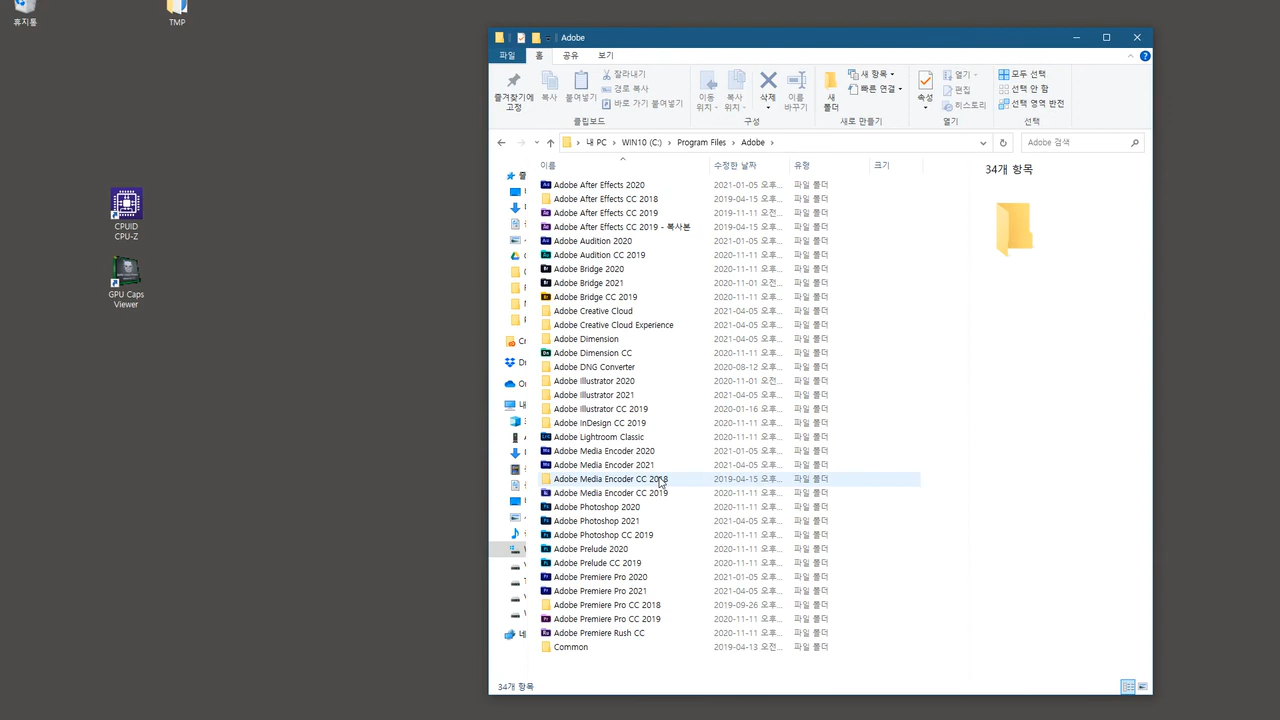 휴지통
TMP
CPUID
CPU-Z
GPU Caps
Viewer
Adobe
파일 홈 공유 보기
즐겨찾기에
고정
복사
붙여넣기
잘라내기
경로 복사
바로 가기 붙여넣기
클립보드
이동
위치
복사
위치
삭제
이름
바꾸기
구성
새
폴더
새 항목
빠른 연결
새로 만들기
속성
열기
편집
히스토리
열기
모두 선택
선택 안 함
선택 영역 반전
선택
내 PC > WIN10 (C:) > Program Files > Adobe >
Adobe 검색
이름 수정한 날짜 유형 크기
Adobe After Effects 2020 2021-01-05 오후... 파일 폴더
Adobe After Effects CC 2018 2019-04-15 오후... 파일 폴더
Adobe After Effects CC 2019 2019-11-11 오전... 파일 폴더
Adobe After Effects CC 2019 - 복사본 2019-04-15 오후... 파일 폴더
Adobe Audition 2020 2021-01-05 오후... 파일 폴더
Adobe Audition CC 2019 2020-11-11 오후... 파일 폴더
Adobe Bridge 2020 2020-11-11 오후... 파일 폴더
Adobe Bridge 2021 2020-11-01 오전... 파일 폴더
Adobe Bridge CC 2019 2020-11-11 오후... 파일 폴더
Adobe Creative Cloud 2021-04-05 오후... 파일 폴더
Adobe Creative Cloud Experience 2021-04-05 오후... 파일 폴더
Adobe Dimension 2021-04-05 오후... 파일 폴더
Adobe Dimension CC 2020-11-11 오후... 파일 폴더
Adobe DNG Converter 2020-08-12 오후... 파일 폴더
Adobe Illustrator 2020 2020-11-01 오전... 파일 폴더
Adobe Illustrator 2021 2021-04-05 오후... 파일 폴더
Adobe Illustrator CC 2019 2020-01-16 오후... 파일 폴더
Adobe InDesign CC 2019 2020-11-11 오후... 파일 폴더
Adobe Lightroom Classic 2020-11-11 오후... 파일 폴더
Adobe Media Encoder 2020 2021-01-05 오후... 파일 폴더
Adobe Media Encoder 2021 2021-04-05 오후... 파일 폴더
Adobe Media Encoder CC 2018 2019-04-15 오후... 파일 폴더
Adobe Media Encoder CC 2019 2020-11-11 오후... 파일 폴더
Adobe Photoshop 2020 2020-11-11 오후... 파일 폴더
Adobe Photoshop 2021 2021-04-05 오후... 파일 폴더
Adobe Photoshop CC 2019 2020-11-11 오후... 파일 폴더
Adobe Prelude 2020 2020-11-11 오후... 파일 폴더
Adobe Prelude CC 2019 2020-11-11 오후... 파일 폴더
Adobe Premiere Pro 2020 2021-01-05 오후... 파일 폴더
Adobe Premiere Pro 2021 2021-04-05 오후... 파일 폴더
Adobe Premiere Pro CC 2018 2019-09-26 오후... 파일 폴더
Adobe Premiere Pro CC 2019 2020-11-11 오후... 파일 폴더
Adobe Premiere Rush CC 2020-11-11 오후... 파일 폴더
Common 2019-04-13 오전... 파일 폴더
34개 항목
34개 항목